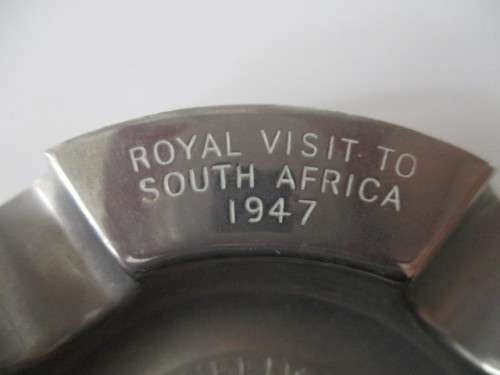 ROYAL VISIT TO
SOUTH AFRICA
1947